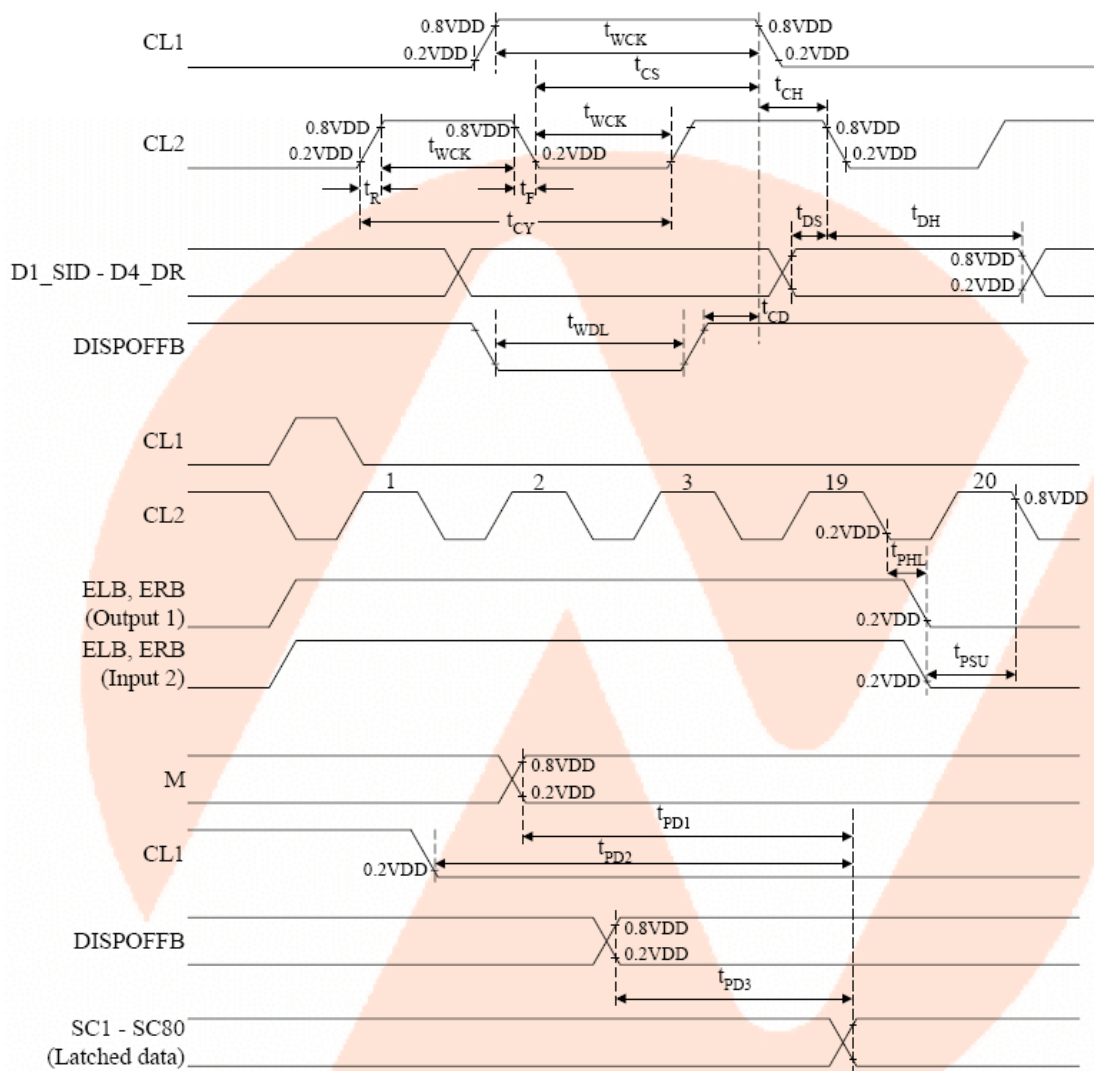 CL1
0.8VDD
0.2VDD
tWCK
0.8VDD
0.2VDD
tCS
tCH
CL2
0.8VDD
0.2VDD
tWCK
0.8VDD
0.2VDD
tWCK
0.8VDD
0.2VDD
tR
tF
tCY
tDS
tDH
D1_SID - D4_DR
0.8VDD
0.2VDD
DISPOFFB
tWDL
tCD
CL1
CL2
1
2
3
19
20
0.8VDD
0.2VDD
tPHL
ELB, ERB
(Output 1)
0.2VDD
ELB, ERB
(Input 2)
0.2VDD
tPSU
M
0.8VDD
0.2VDD
tPD1
CL1
0.2VDD
tPD2
DISPOFFB
0.8VDD
0.2VDD
tPD3
SC1 - SC80
(Latched data)